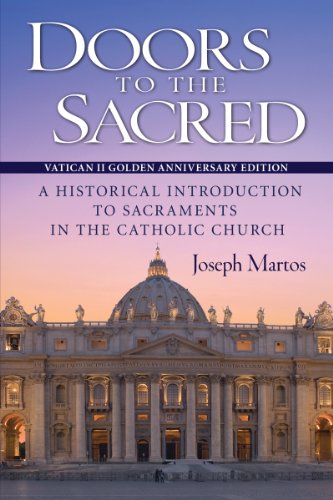 DOORS
TO THE
SACRED
VATICAN II GOLDEN ANNIVERSARY EDITION
A HISTORICAL INTRODUCTION
TO SACRAMENTS
IN THE CATHOLIC CHURCH
Joseph Martos